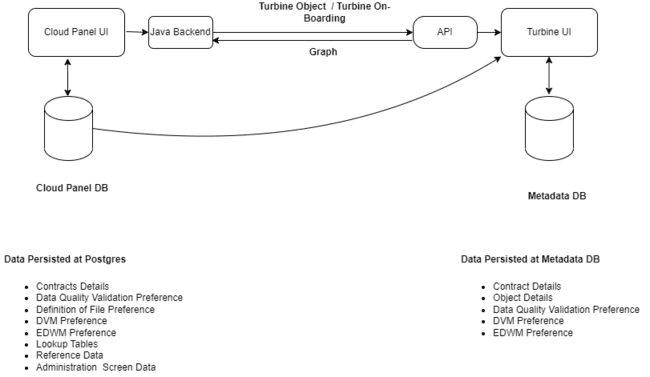 Turbine Object / Turbine On-
Boarding
Cloud Panel UI
Java Backend
API
Turbine UI
Graph
Cloud Panel DB
Metadata DB
Data Persisted at Postgres
Contracts Details
Data Quality Validation Preference
Definition of File Preference
DVM Preference
EDWM Preference
Lookup Tables
Reference Data
Administration Screen Data
Data Persisted at Metadata DB
Contract Details
Object Details
Data Quality Validation Preference
DVM Preference
EDWM Preference